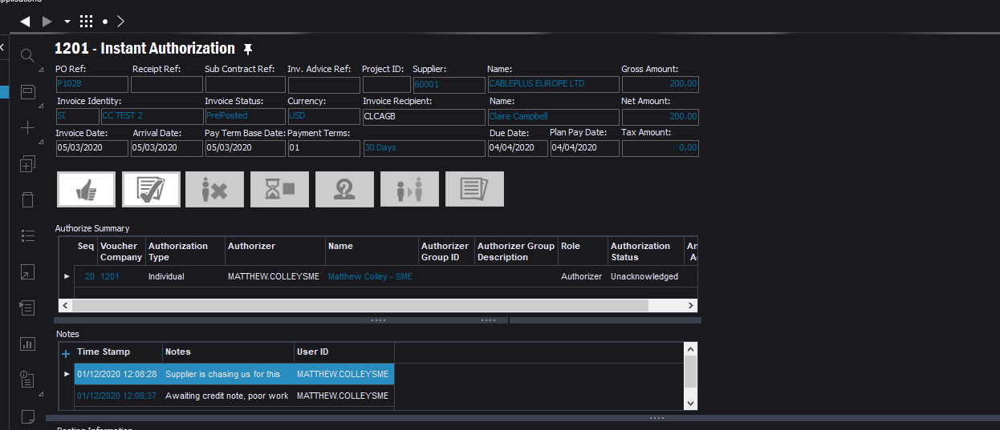 1201 - Instant Authorization
PO Ref: Receipt Ref: Sub Contract Ref: Inv. Advice Ref: Project ID: Supplier: Name: Gross Amount:
P1028 60001 CABLEPLUS EUROPE LTD 200.00
Invoice Identity: Invoice Status: Currency: Invoice Recipient: Name: Net Amount:
SI CC TEST 2 PrelPosted USD CLCAGB Claire Campbell 200.00
Invoice Date: Arrival Date: Pay Term Base Date: Payment Terms: Due Date: Plan Pay Date: Tax Amount:
05/03/2020 05/03/2020 05/03/2020 01 30 Days 04/04/2020 04/04/2020 0.00
Authorize Summary
Seq Voucher Authorization Authorizer Name Authorizer Authorizer Group Role Authorization
Company Type Group ID Description Status
20 1201 Individual MATTHEW.COLLEYSME Matthew Colley - SME Authorizer Unacknowledged
Notes
Time Stamp Notes User ID
01/12/2020 12:08:28 Supplier is chasing us for this MATTHEW.COLLEYSME
01/12/2020 12:08:37 Awaiting credit note, poor work MATTHEW.COLLEYSME